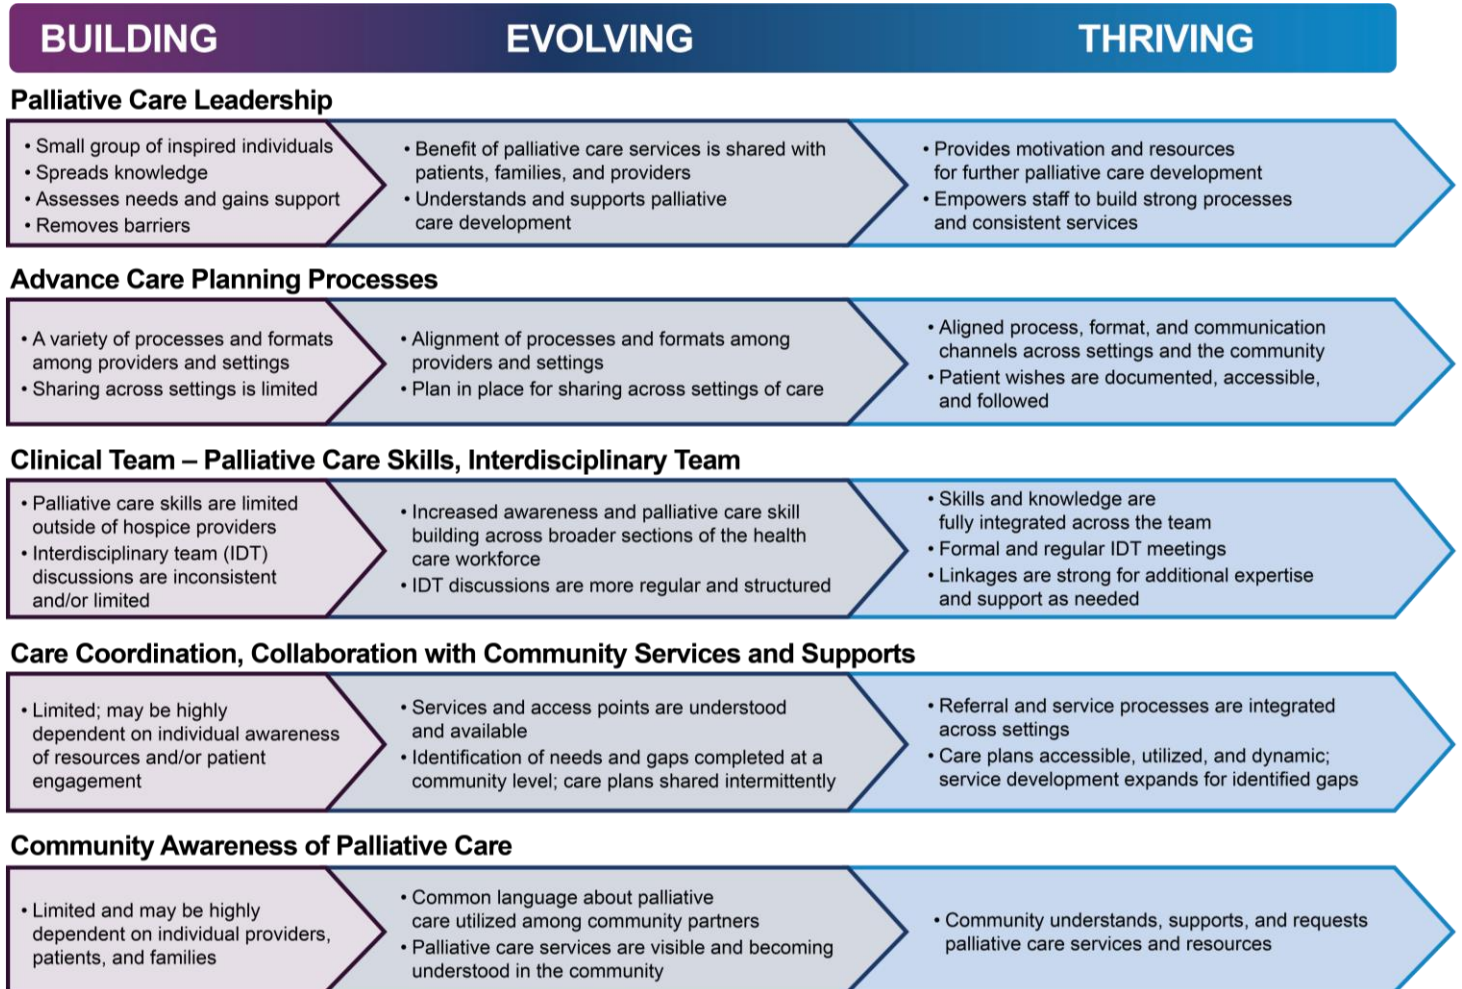 BUILDING EVOLVING THRIVING
Palliative Care Leadership
• Small group of inspired individuals
• Spreads knowledge
• Assesses needs and gains support
• Removes barriers
• Benefit of palliative care services is shared with
patients, families, and providers
• Understands and supports palliative
care development
• Provides motivation and resources
for further palliative care development
• Empowers staff to build strong processes
and consistent services
Advance Care Planning Processes
• A variety of processes and formats
among providers and settings
• Sharing across settings is limited
• Alignment of processes and formats among
providers and settings
• Plan in place for sharing across settings of care
• Aligned process, format, and communication
channels across settings and the community
• Patient wishes are documented, accessible,
and followed
Clinical Team – Palliative Care Skills, Interdisciplinary Team
• Palliative care skills are limited
outside of hospice providers
• Interdisciplinary team (IDT)
discussions are inconsistent
and/or limited
• Increased awareness and palliative care skill
building across broader sections of the health
care workforce
• IDT discussions are more regular and structured
• Skills and knowledge are
fully integrated across the team
• Formal and regular IDT meetings
• Linkages are strong for additional expertise
and support as needed
Care Coordination, Collaboration with Community Services and Supports
• Limited; may be highly
dependent on individual awareness
of resources and/or patient
engagement
• Services and access points are understood
and available
• Identification of needs and gaps completed at a
community level; care plans shared intermittently
• Referral and service processes are integrated
across settings
• Care plans accessible, utilized, and dynamic;
service development expands for identified gaps
Community Awareness of Palliative Care
• Limited and may be highly
dependent on individual providers,
patients, and families
• Common language about palliative
care utilized among community partners
• Palliative care services are visible and becoming
understood in the community
• Community understands, supports, and requests
palliative care services and resources